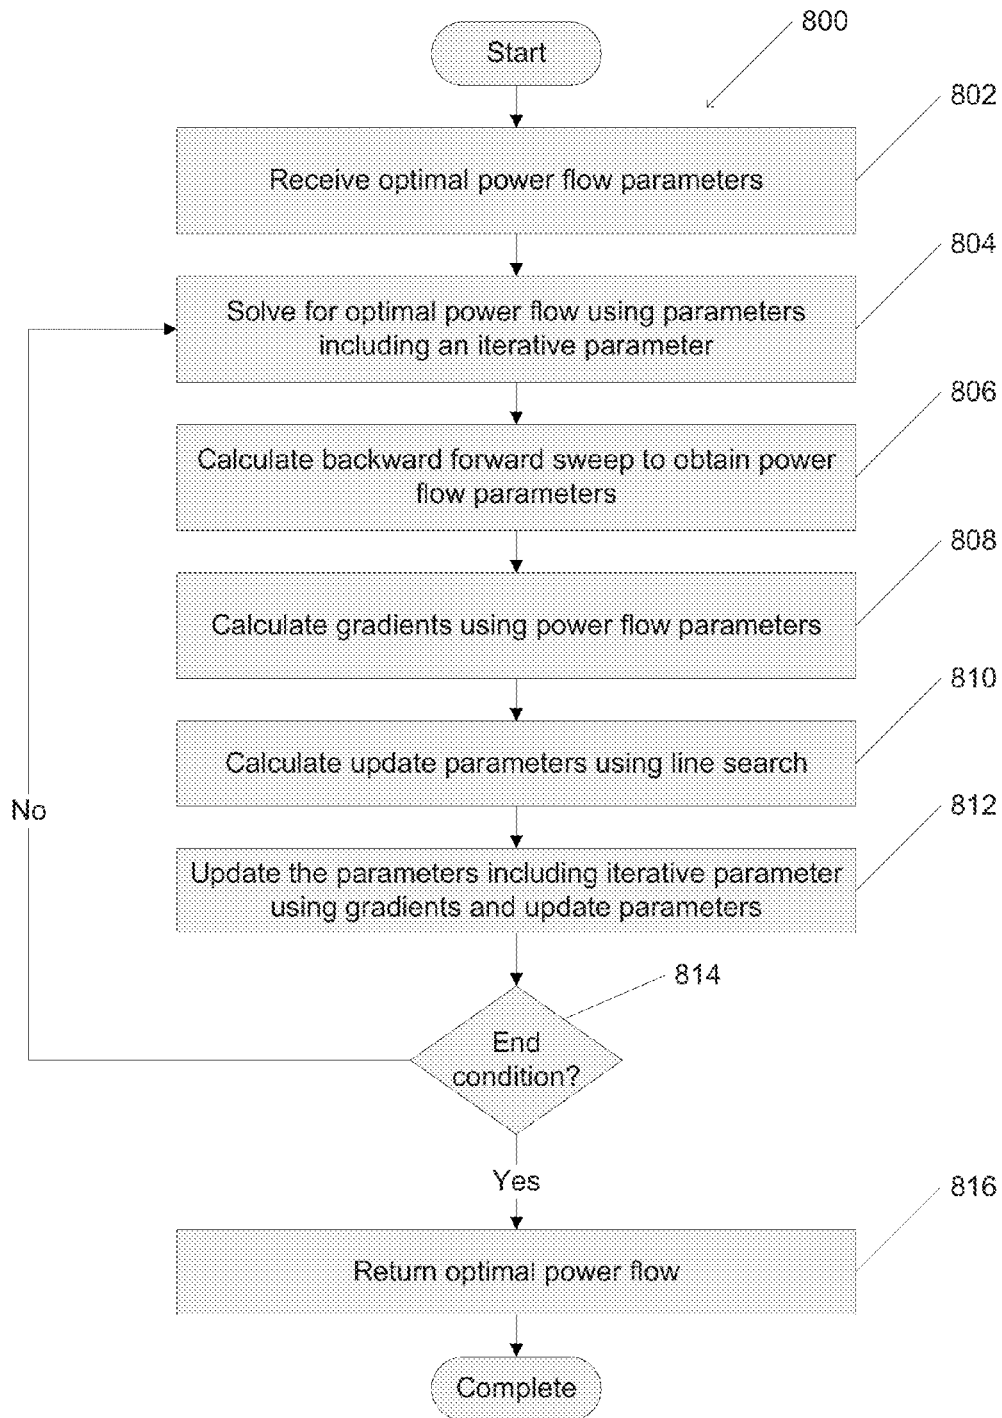 800
Start
802
Receive optimal power flow parameters
804
Solve for optimal power flow using parameters
including an iterative parameter
806
Calculate backward forward sweep to obtain power
flow parameters
808
Calculate gradients using power flow parameters
810
Calculate update parameters using line search
812
Update the parameters including iterative parameter
using gradients and update parameters
No
814
End
condition?
Yes
816
Return optimal power flow
Complete